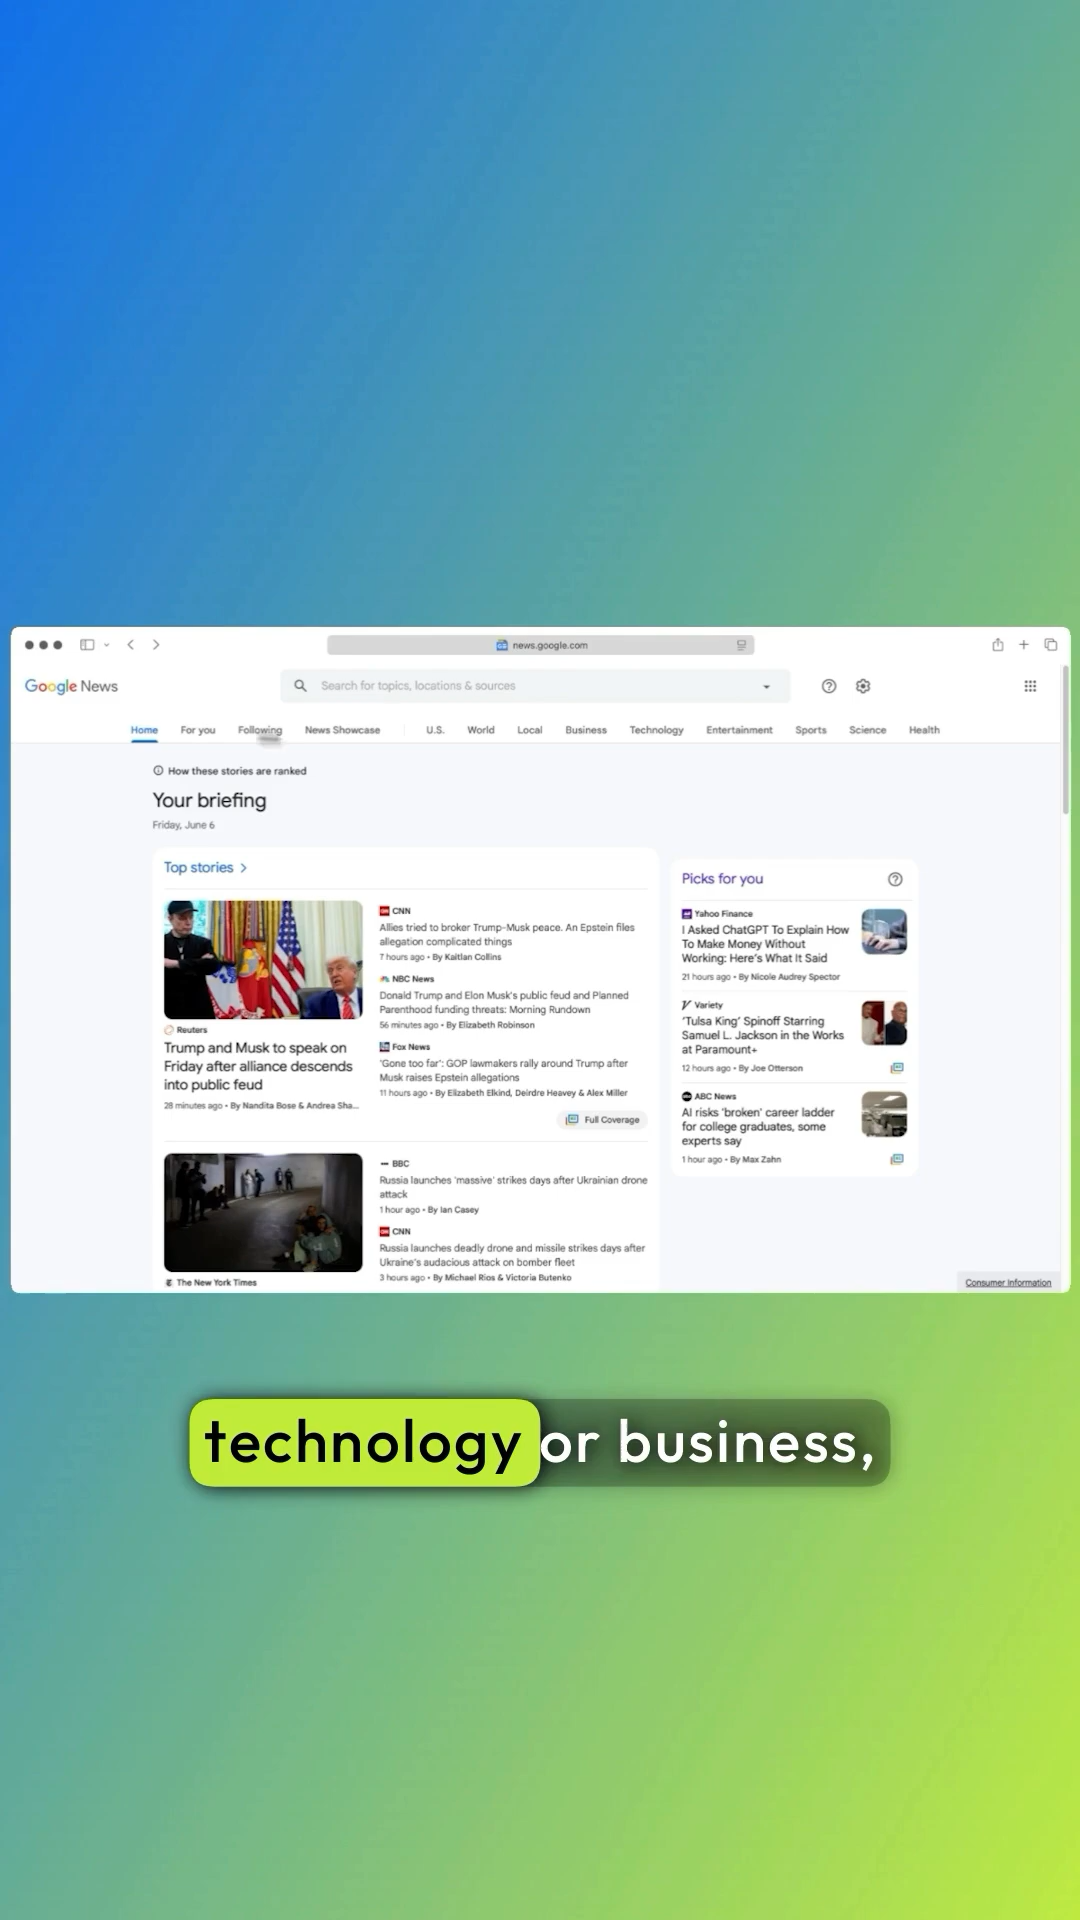 news.google.com
Google News
Search for topics, locations & sources
Home For you Following News Showcase U.S. World Local Business Technology Entertainment Sports Science Health
How these stories are ranked
Your briefing
Friday, June 6
Top stories >
Reuters
Trump and Musk to speak on
Friday after alliance descends
into public feud
28 minutes ago • By Nandita Bose & Andrea Sha...
CNN
Allies tried to broker Trump-Musk peace. An Epstein files
allegation complicated things
7 hours ago • By Kaitlan Collins
NBC News
Donald Trump and Elon Musk's public feud and Planned
Parenthood funding threats: Morning Rundown
56 minutes ago • By Elizabeth Robinson
Fox News
'Gone too far': GOP lawmakers rally around Trump after
Musk raises Epstein allegations
11 hours ago • By Elizabeth Elkind, Deirdre Heavey & Alex Miller
Full Coverage
The New York Times
BBC
Russia launches 'massive' strikes days after Ukrainian drone
attack
1 hour ago • By Ian Casey
CNN
Russia launches deadly drone and missile strikes days after
Ukraine's audacious attack on bomber fleet
3 hours ago • By Michael Rios & Victoria Butenko
Picks for you
Yahoo Finance
I Asked ChatGPT To Explain How
To Make Money Without
Working: Here's What It Said
21 hours ago • By Nicole Audrey Spector
Variety
'Tulsa King' Spinoff Starring
Samuel L. Jackson in the Works
at Paramount+
12 hours ago • By Joe Otterson
ABC News
AI risks 'broken' career ladder
for college graduates, some
experts say
1 hour ago • By Max Zahn
Consumer Information
technology or business,